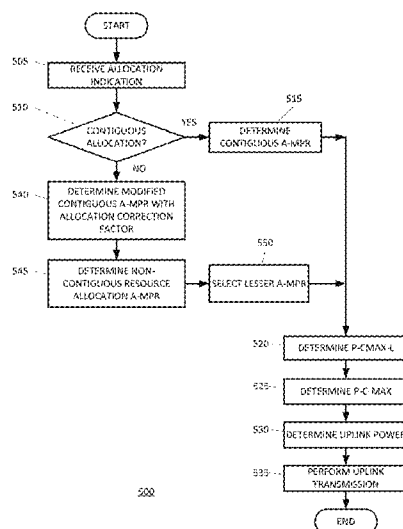 START
505
RECEIVE ALLOCATION
INDICATION
510
CONTIGUOUS
ALLOCATION?
YES
515
DETERMINE
CONTIGUOUS A-MPR
NO
540
DETERMINE MODIFIED
CONTIGUOUS A-MPR WITH
ALLOCATION CORRECTION
FACTOR
545
DETERMINE NON-
CONTIGUOUS RESOURCE
ALLOCATION A-MPR
550
SELECT LESSER A-MPR
520
DETERMINE P-CMAX-L
525
DETERMINE P-C-MAX
530
DETERMINE UPLINK POWER
535
PERFORM UPLINK
TRANSMISSION
500
END